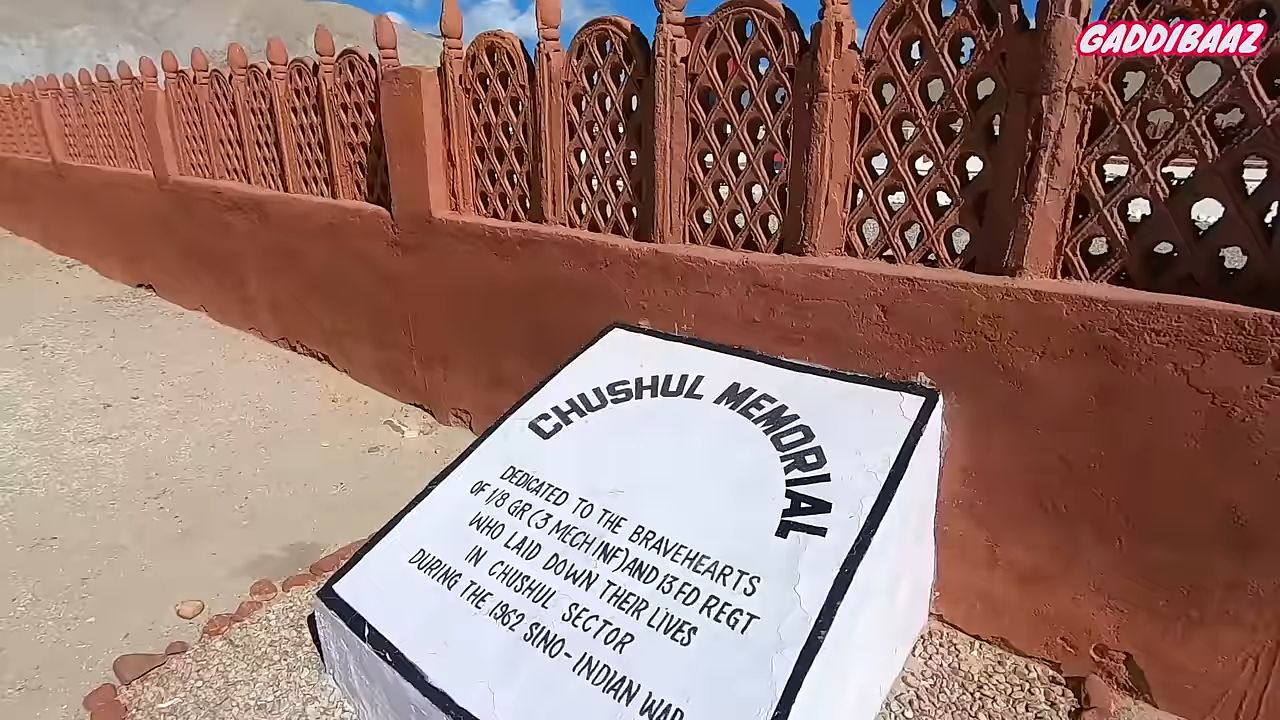 GADDIBAAZ
CHUSHUL MEMORIAL
DEDICATED TO THE BRAVEHEARTS
OF 1/8 GR (3 MECH INF) AND 13 FD REGT
WHO LAID DOWN THEIR LIVES
IN CHUSHUL SECTOR
DURING THE 1962 SINO-INDIAN WAR